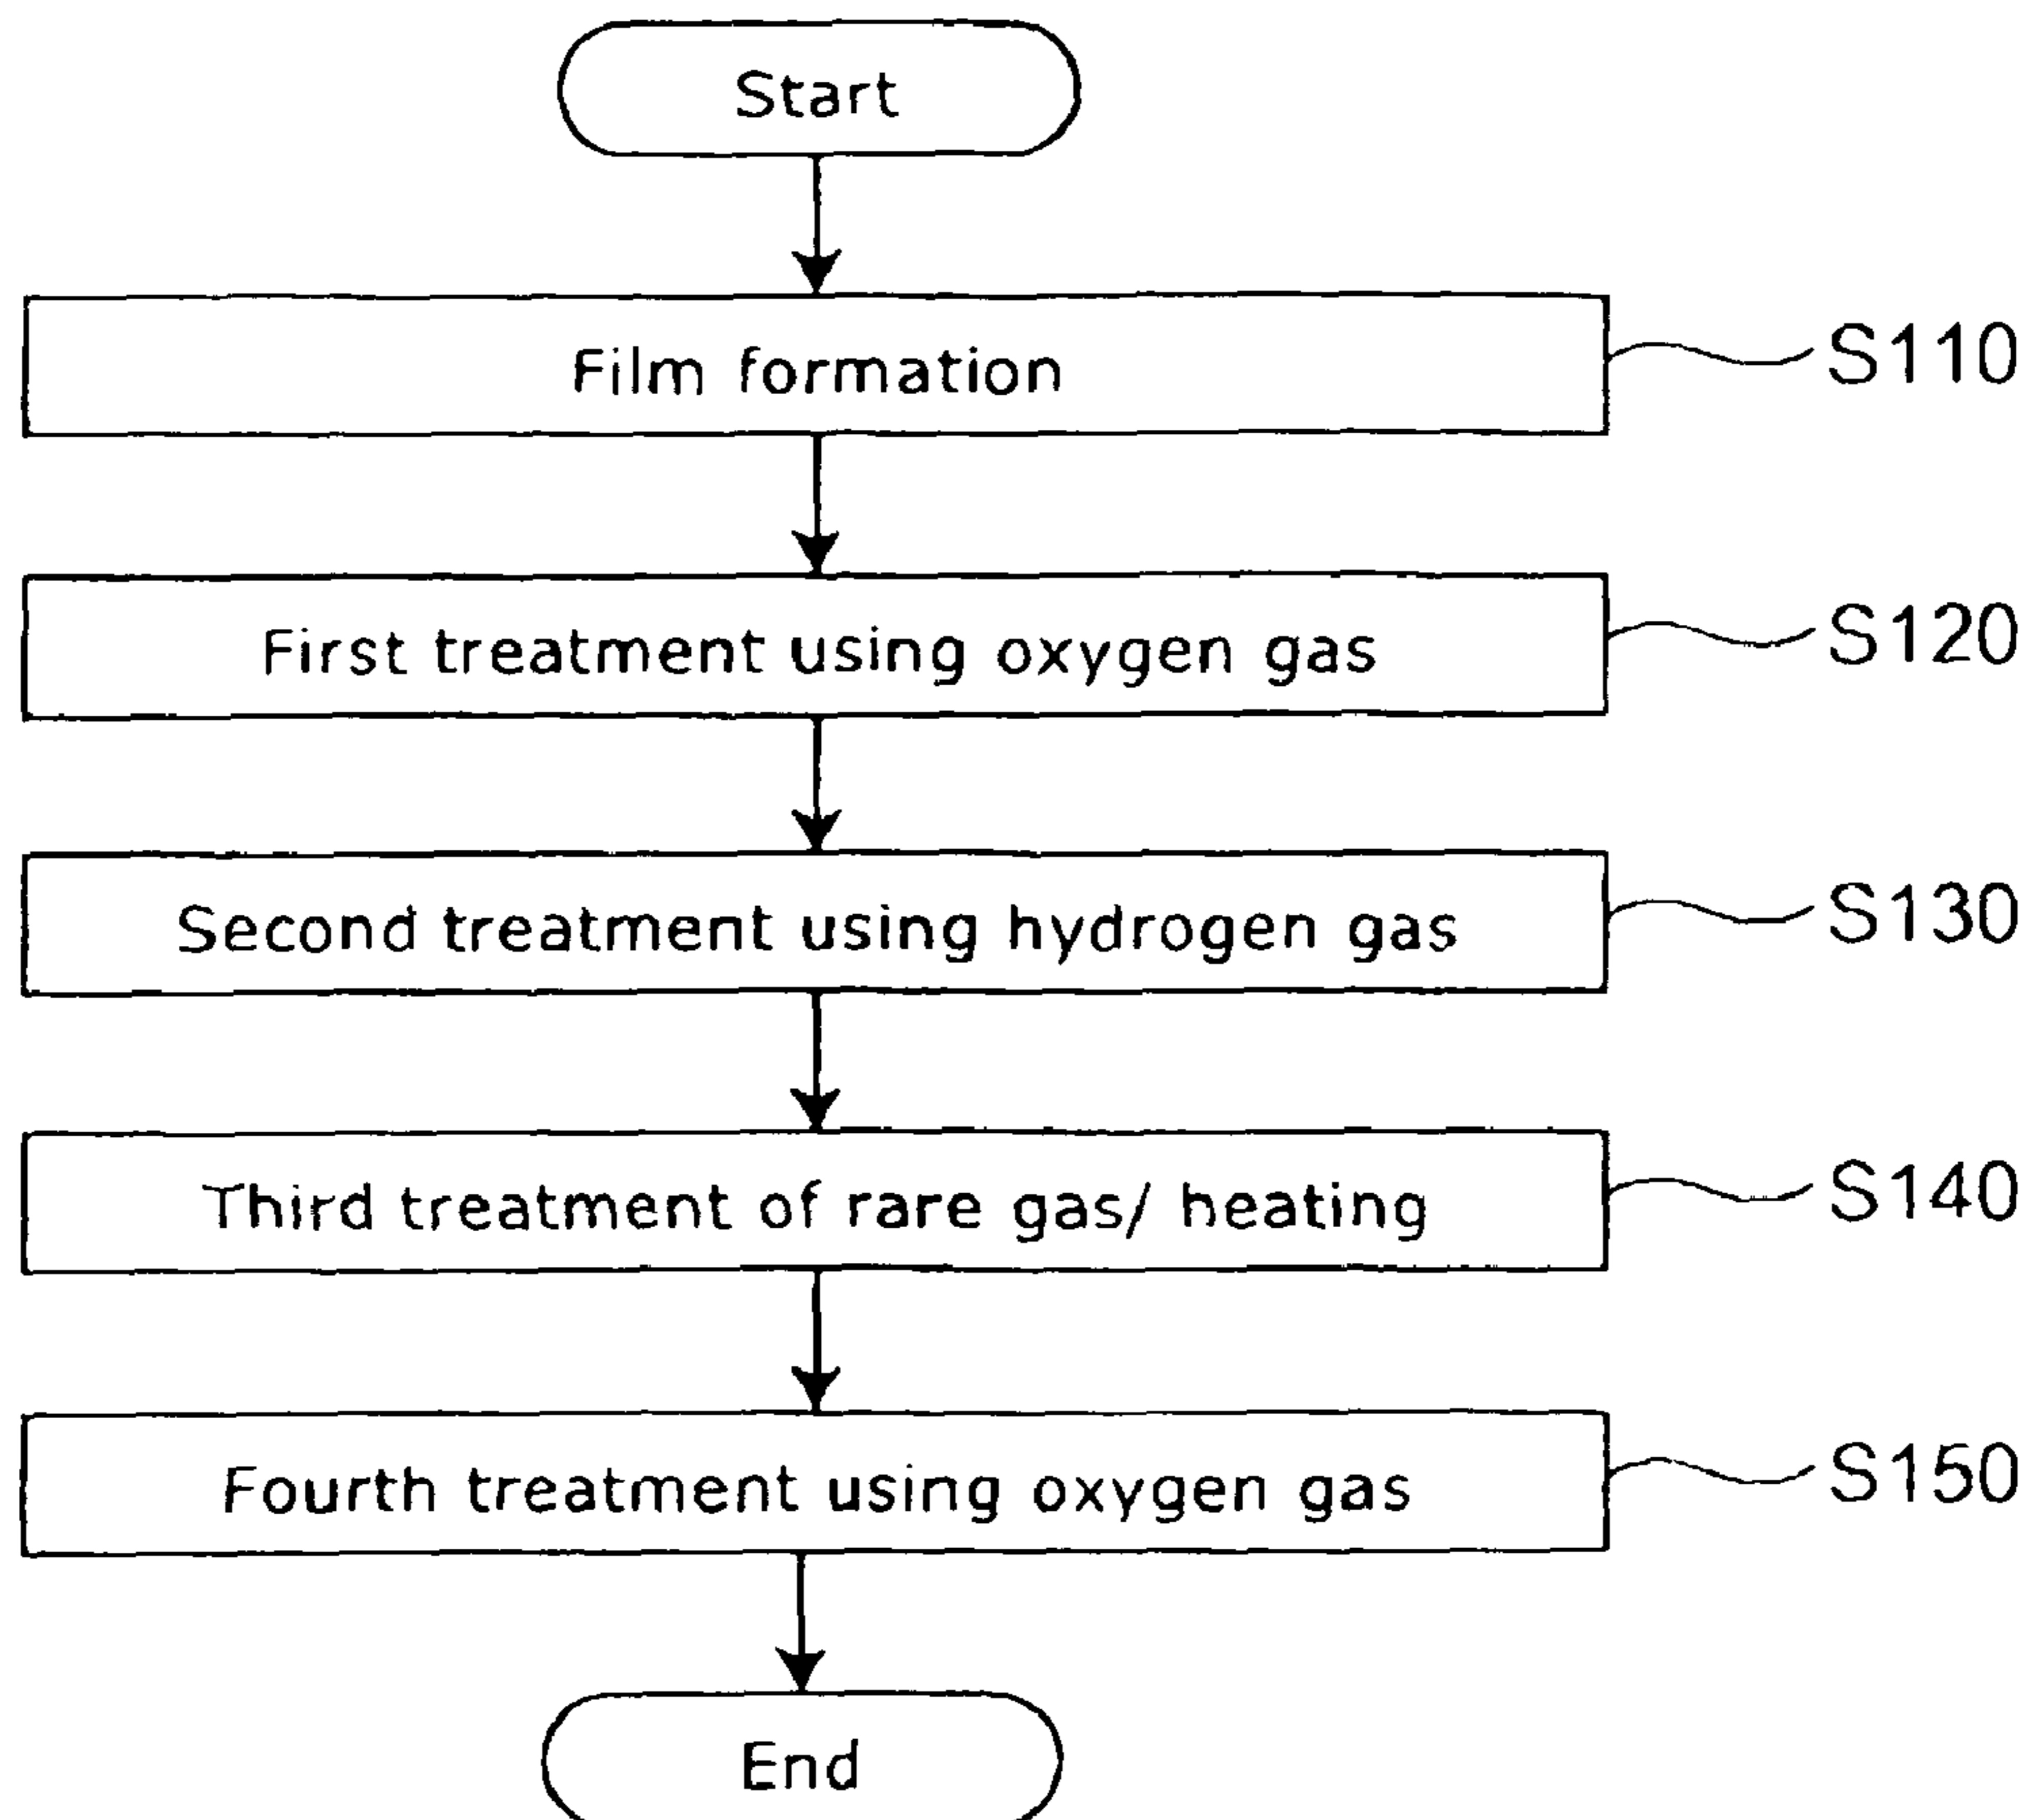 Start
Film formation
S110
First treatment using oxygen gas
S120
Second treatment using hydrogen gas
S130
Third treatment of rare gas/ heating
S140
Fourth treatment using oxygen gas
S150
End